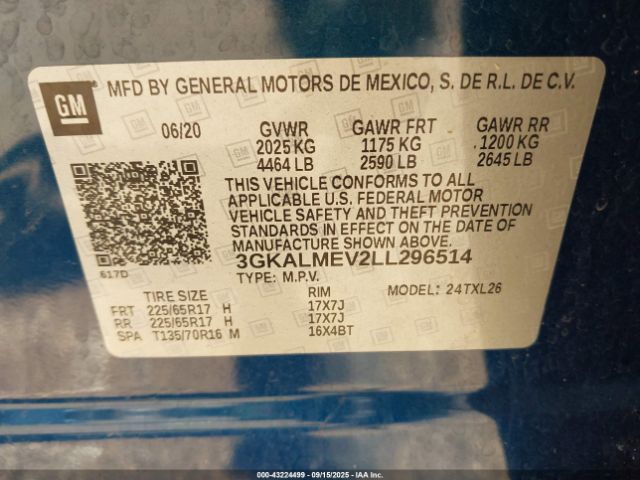 GM
MFD BY GENERAL MOTORS DE MEXICO, S. DE R.L. DE C.V.
06/20 GVWR GAWR FRT GAWR RR
2025 KG 1175 KG 1200 KG
4464 LB 2590 LB 2645 LB
THIS VEHICLE CONFORMS TO ALL
APPLICABLE U.S. FEDERAL MOTOR
VEHICLE SAFETY AND THEFT PREVENTION
STANDARDS IN EFFECT ON THE DATE OF
MANUFACTURE SHOWN ABOVE.
617D
3GKALMEV2LL296514
TYPE: M.P.V. MODEL: 24TXL26
TIRE SIZE RIM
FRT 225/65R17 H 17X7J
RR 225/65R17 H 17X7J
SPA T135/70R16 M 16X4BT
000-43224499 - 09/15/2025 - IAA Inc.